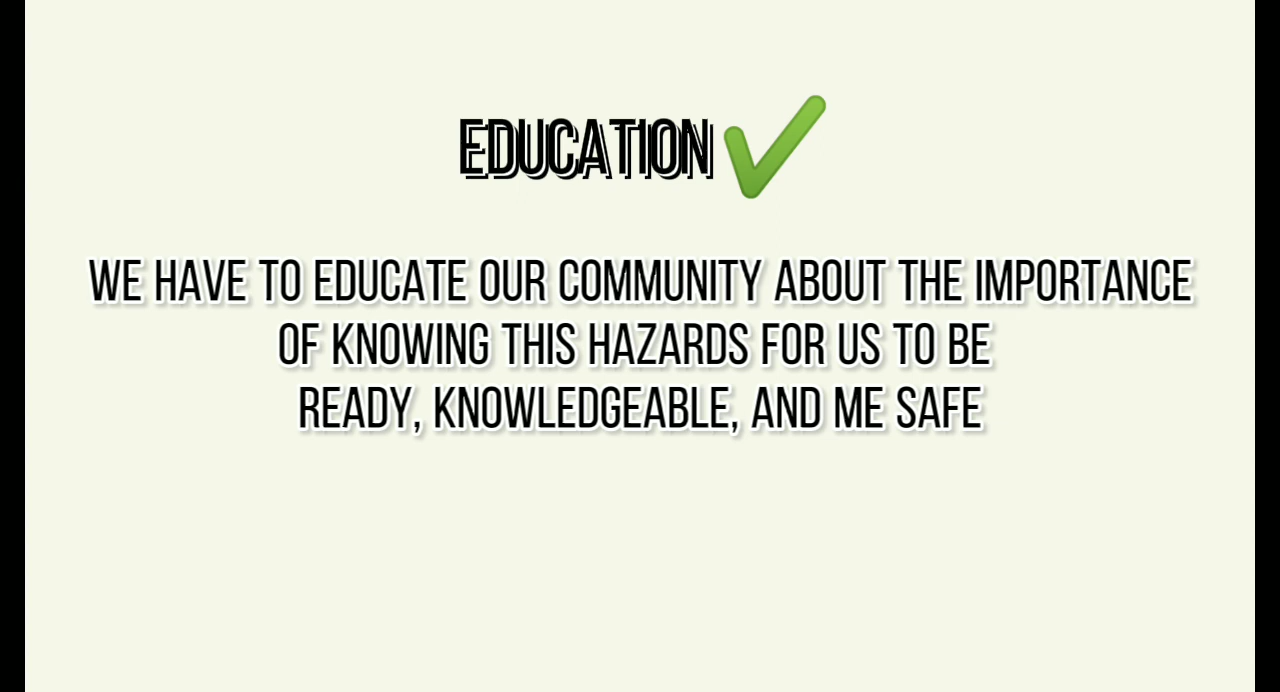 EDUCATION
WE HAVE TO EDUCATE OUR COMMUNITY ABOUT THE IMPORTANCE
OF KNOWING THIS HAZARDS FOR US TO BE
READY, KNOWLEDGEABLE, AND ME SAFE